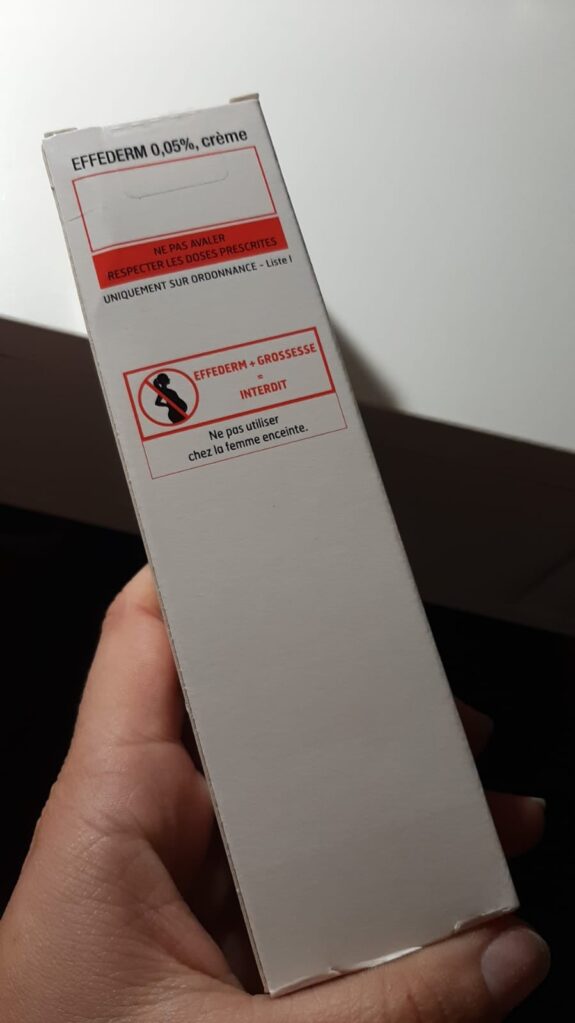 EFFEDERM 0,05%, crème
NE PAS AVALER
RESPECTER LES DOSES PRESCRITES
UNIQUEMENT SUR ORDONNANCE - Liste I
EFFEDERM + GROSSESSE
=
INTERDIT
Ne pas utiliser
chez la femme enceinte.